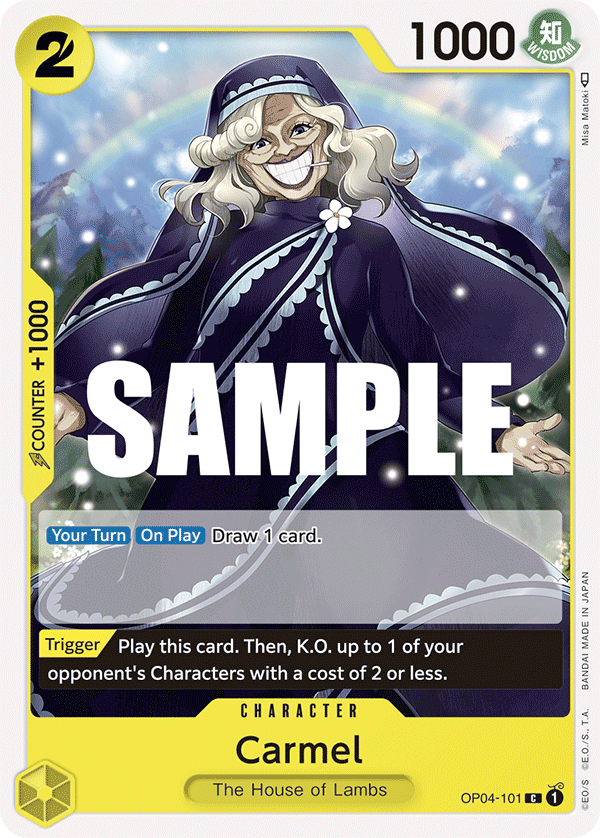 2
1000
知
WISDOM
Misa Matoki
COUNTER +1000
SAMPLE
Your Turn On Play Draw 1 card.
Trigger Play this card. Then, K.O. up to 1 of your
opponent's Characters with a cost of 2 or less.
CHARACTER
Carmel
The House of Lambs
OP04-101 C 1
©EO/S ©E.O./S., T.A. BANDAI MADE IN JAPAN